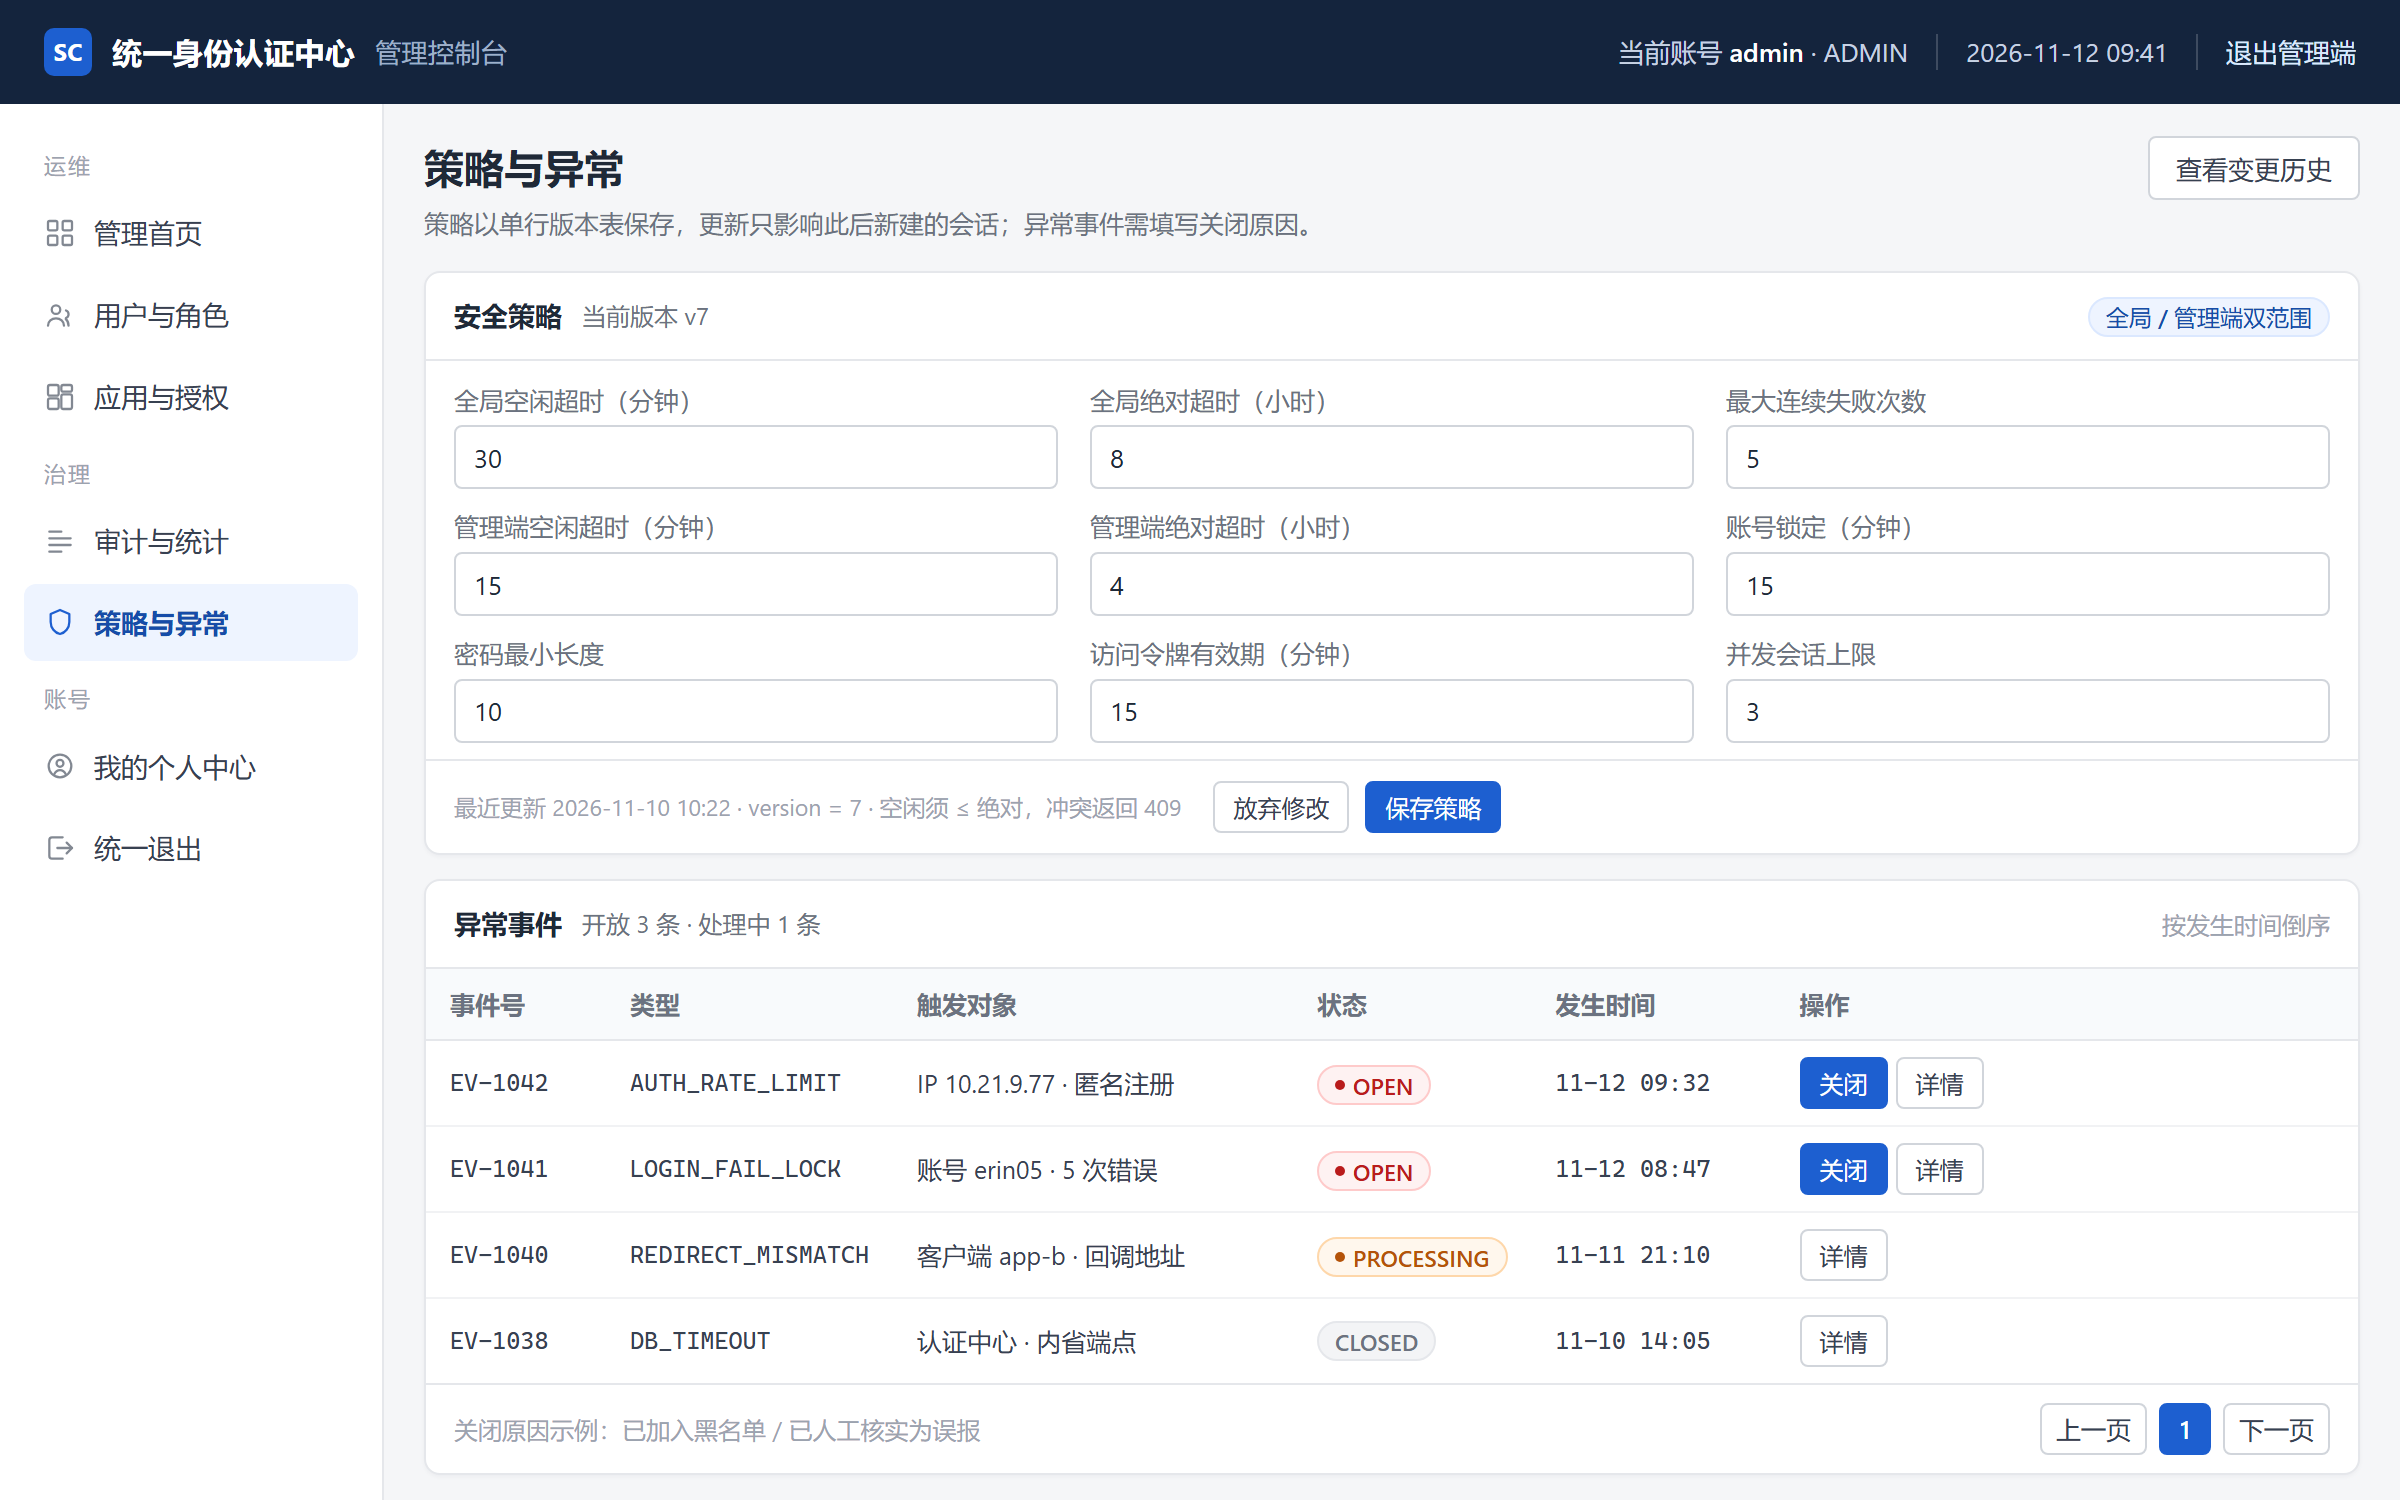 SC 统一身份认证中心 管理控制台 当前账号 admin · ADMIN 2026-11-12 09:41 退出管理端
运维
管理首页
用户与角色
应用与授权
治理
审计与统计
策略与异常
账号
我的个人中心
统一退出
策略与异常
查看变更历史
策略以单行版本表保存，更新只影响此后新建的会话；异常事件需填写关闭原因。
安全策略 当前版本 v7 全局 / 管理端双范围
全局空闲超时（分钟） 全局绝对超时（小时） 最大连续失败次数
30 8 5
管理端空闲超时（分钟） 管理端绝对超时（小时） 账号锁定（分钟）
15 4 15
密码最小长度 访问令牌有效期（分钟） 并发会话上限
10 15 3
最近更新 2026-11-10 10:22 · version = 7 · 空闲须 ≤ 绝对，冲突返回 409 放弃修改 保存策略
异常事件 开放 3 条 · 处理中 1 条 按发生时间倒序
事件号 类型 触发对象 状态 发生时间 操作
EV-1042 AUTH_RATE_LIMIT IP 10.21.9.77 · 匿名注册 OPEN 11-12 09:32 关闭 详情
EV-1041 LOGIN_FAIL_LOCK 账号 erin05 · 5 次错误 OPEN 11-12 08:47 关闭 详情
EV-1040 REDIRECT_MISMATCH 客户端 app-b · 回调地址 PROCESSING 11-11 21:10 详情
EV-1038 DB_TIMEOUT 认证中心 · 内省端点 CLOSED 11-10 14:05 详情
关闭原因示例：已加入黑名单 / 已人工核实为误报 上一页 1 下一页